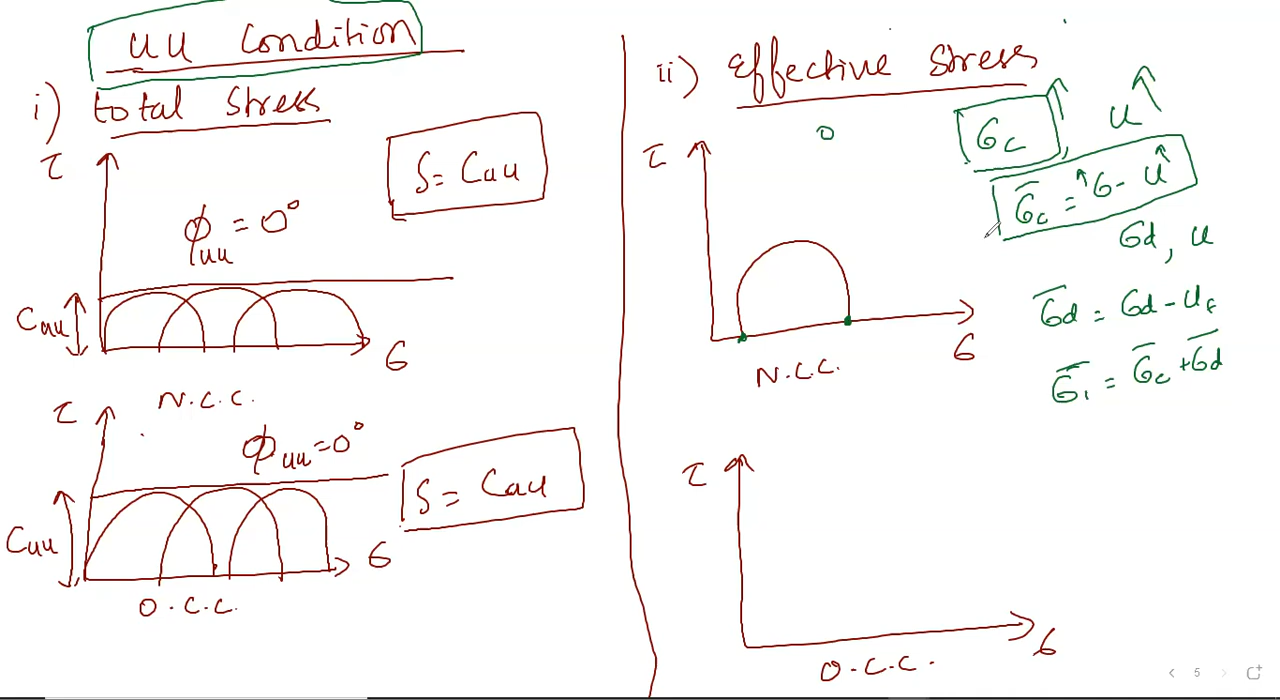 UU Condition
i) total stress
τ
S = Cuu
ϕuu = 0°
Cuu
σ
N.C.C.
τ
ϕuu = 0°
S = Cuu
Cuu
σ
O.C.C.
ii) Effective Stress
σc, u
σ̄c = σ - u
σd, u
σ̄d = σd - uf
σ̄1 = σ̄c + σ̄d
τ
σ
N.C.C.
τ
σ
O.C.C.
5